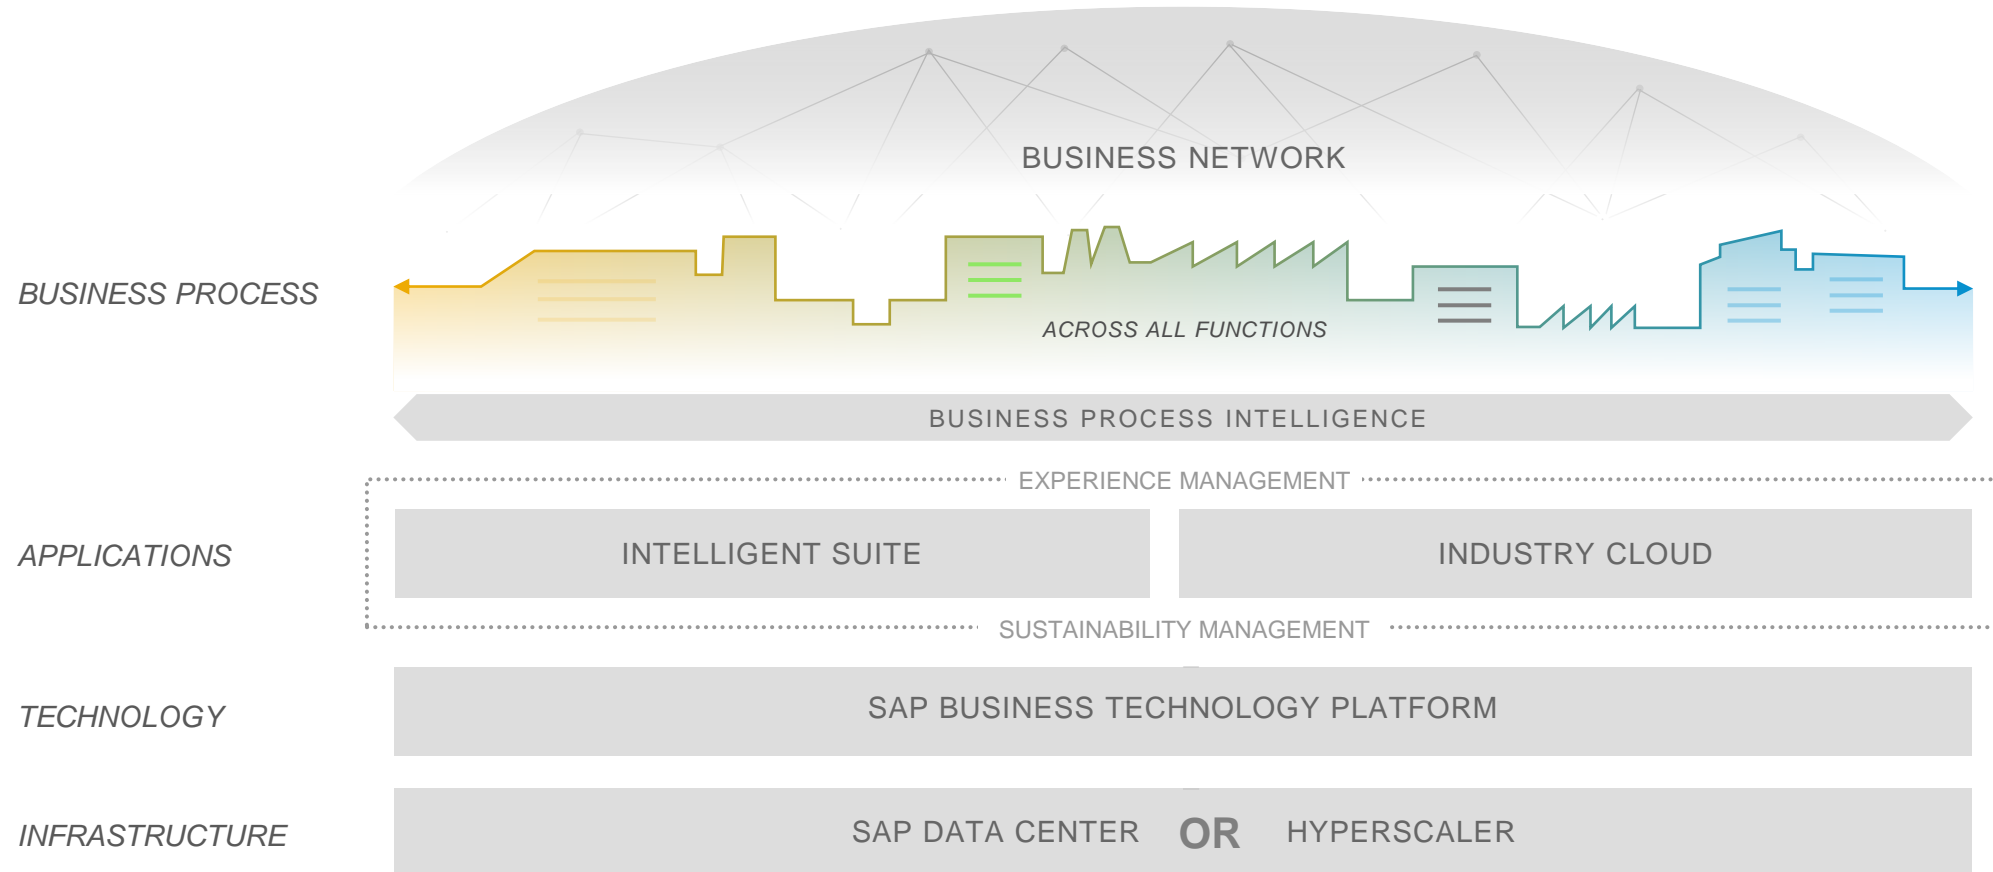 BUSINESS NETWORK
BUSINESS PROCESS
ACROSS ALL FUNCTIONS
BUSINESS PROCESS INTELLIGENCE
EXPERIENCE MANAGEMENT
APPLICATIONS
INTELLIGENT SUITE
INDUSTRY CLOUD
SUSTAINABILITY MANAGEMENT
TECHNOLOGY
SAP BUSINESS TECHNOLOGY PLATFORM
INFRASTRUCTURE
SAP DATA CENTER OR HYPERSCALER